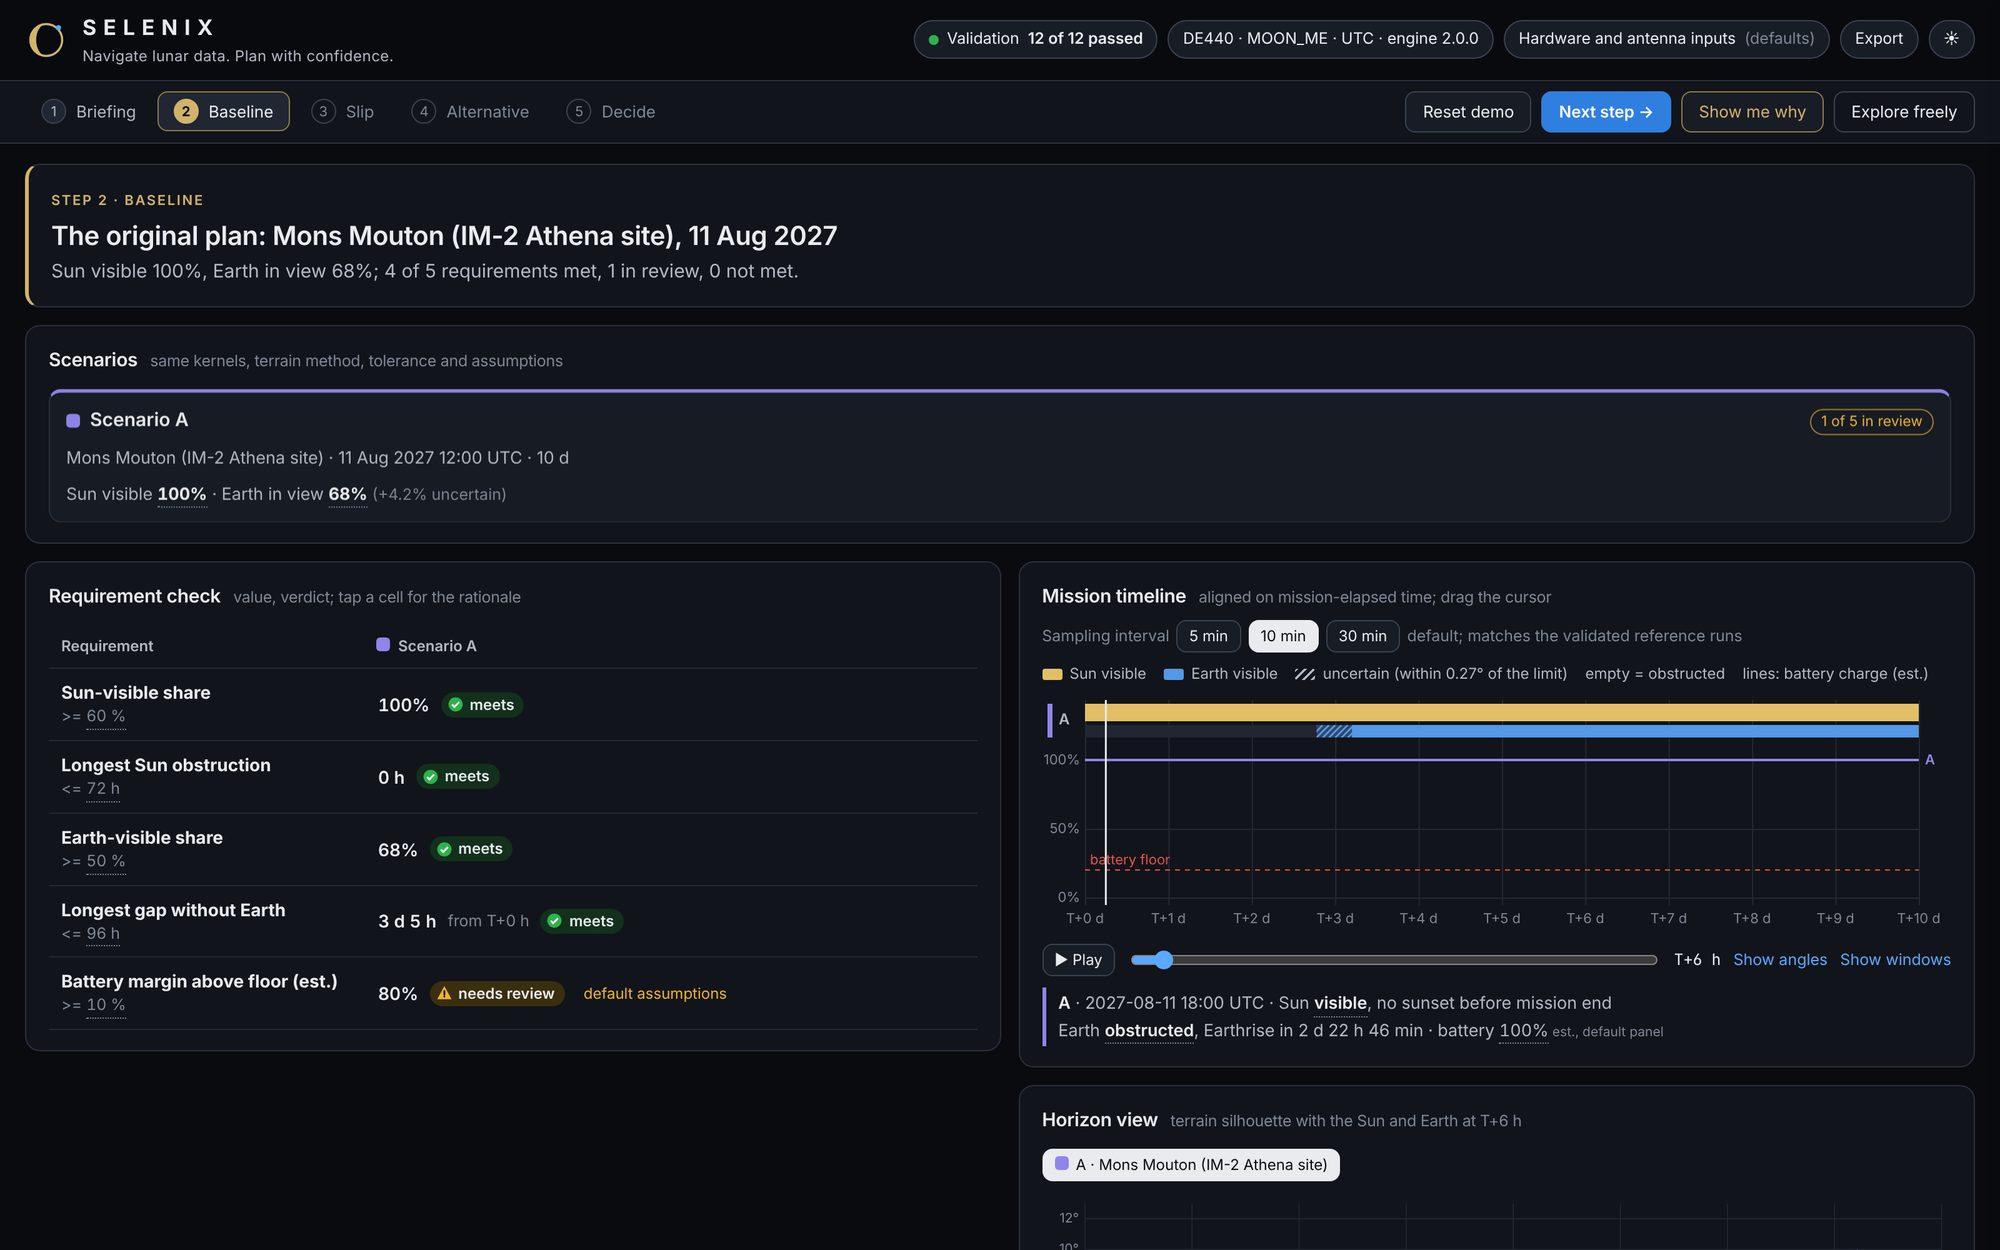 SELENIX
Navigate lunar data. Plan with confidence.
Validation 12 of 12 passed
DE440 · MOON_ME · UTC · engine 2.0.0
Hardware and antenna inputs (defaults)
Export
1 Briefing
2 Baseline
3 Slip
4 Alternative
5 Decide
Reset demo
Next step →
Show me why
Explore freely
STEP 2 · BASELINE
The original plan: Mons Mouton (IM-2 Athena site), 11 Aug 2027
Sun visible 100%, Earth in view 68%; 4 of 5 requirements met, 1 in review, 0 not met.
Scenarios same kernels, terrain method, tolerance and assumptions
Scenario A
1 of 5 in review
Mons Mouton (IM-2 Athena site) · 11 Aug 2027 12:00 UTC · 10 d
Sun visible 100% · Earth in view 68% (+4.2% uncertain)
Requirement check value, verdict; tap a cell for the rationale
Requirement Scenario A
Sun-visible share
>= 60 %
100% meets
Longest Sun obstruction
<= 72 h
0 h meets
Earth-visible share
>= 50 %
68% meets
Longest gap without Earth
<= 96 h
3 d 5 h from T+0 h meets
Battery margin above floor (est.)
>= 10 %
80% needs review default assumptions
Mission timeline aligned on mission-elapsed time; drag the cursor
Sampling interval 5 min 10 min 30 min default; matches the validated reference runs
Sun visible Earth visible uncertain (within 0.27° of the limit) empty = obstructed lines: battery charge (est.)
A
100% A
50%
battery floor
0%
T+0 d T+1 d T+2 d T+3 d T+4 d T+5 d T+6 d T+7 d T+8 d T+9 d T+10 d
Play T+6 h Show angles Show windows
A · 2027-08-11 18:00 UTC · Sun visible, no sunset before mission end
Earth obstructed, Earthrise in 2 d 22 h 46 min · battery 100% est., default panel
Horizon view terrain silhouette with the Sun and Earth at T+6 h
A · Mons Mouton (IM-2 Athena site)
12°
10°